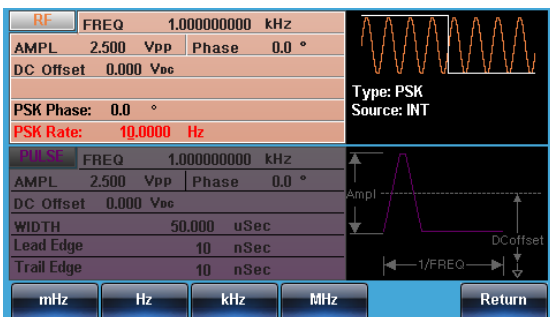 RF FREQ 1.000000000 kHz
AMPL 2.500 Vpp Phase 0.0 °
DC Offset 0.000 VDC
PSK Phase: 0.0 °
PSK Rate: 10.0000 Hz
Type: PSK
Source: INT
PULSE FREQ 1.000000000 kHz
AMPL 2.500 Vpp Phase 0.0 °
DC Offset 0.000 VDC
WIDTH 50.000 uSec
Lead Edge 10 nSec
Trail Edge 10 nSec
Ampl
DCoffset
1/FREQ
mHz Hz kHz MHz Return